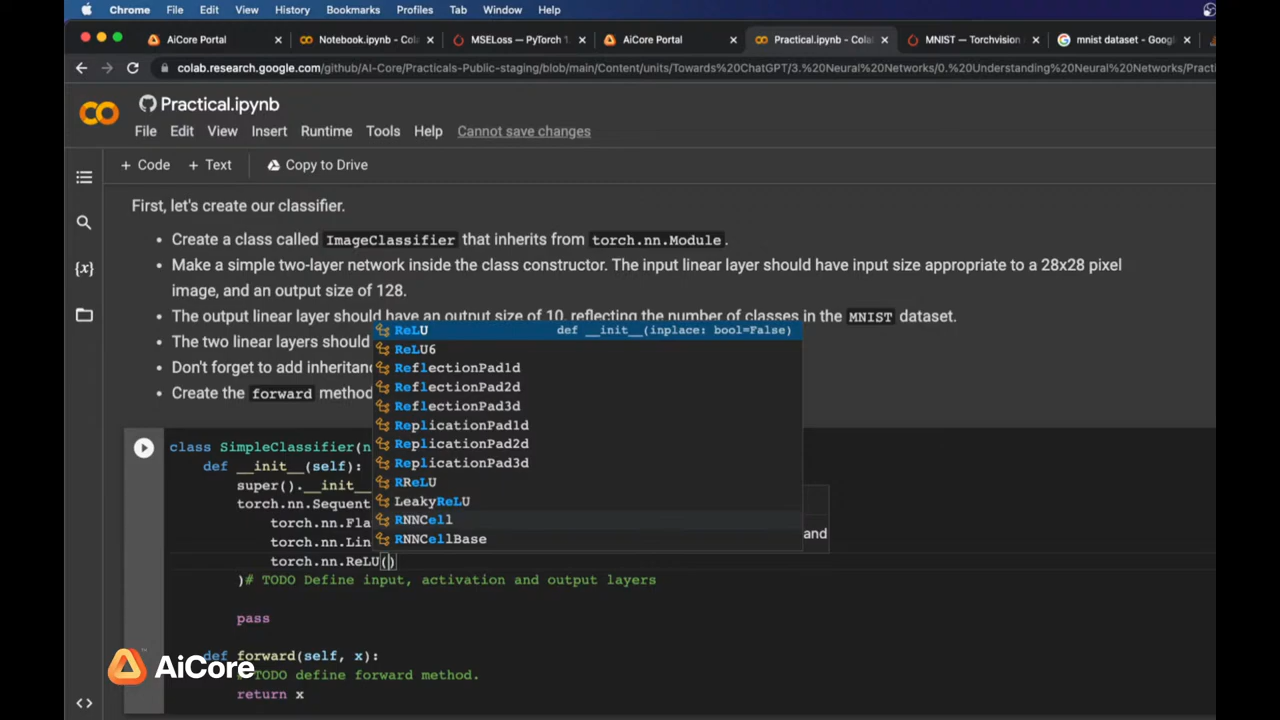 Chrome File Edit View History Bookmarks Profiles Tab Window Help
AiCore Portal Notebook.ipynb - Cola MSELoss — PyTorch 1. AiCore Portal Practical.ipynb - Colab MNIST — Torchvision mnist dataset - Goog
colab.research.google.com/github/AI-Core/Practicals-Public-staging/blob/main/Content/units/Towards%20ChatGPT/3.%20Neural%20Networks/0.%20Understanding%20Neural%20Networks/Pract
Practical.ipynb
File Edit View Insert Runtime Tools Help Cannot save changes
+ Code + Text Copy to Drive
First, let's create our classifier.
• Create a class called ImageClassifier that inherits from torch.nn.Module.
• Make a simple two-layer network inside the class constructor. The input linear layer should have input size appropriate to a 28x28 pixel
image, and an output size of 128.
• The output linear layer should have an output size of 10, reflecting the number of classes in the MNIST dataset.
• The two linear layers should
• Don't forget to add inheritanc
• Create the forward method
ReLU def __init__(inplace: bool=False)
ReLU6
ReflectionPad1d
ReflectionPad2d
ReflectionPad3d
ReplicationPad1d
ReplicationPad2d
ReplicationPad3d
RReLU
LeakyReLU
RNNCell
RNNCellBase
and
class SimpleClassifier(n
def __init__(self):
super().__init__
torch.nn.Sequent
torch.nn.Fla
torch.nn.Lin
torch.nn.ReLU()
)# TODO Define input, activation and output layers
pass
def forward(self, x):
# TODO define forward method.
return x
AiCore